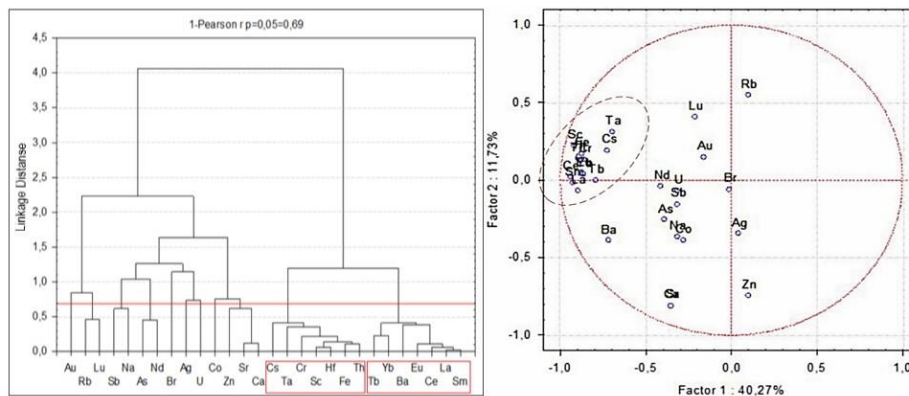 1-Pearson r p=0,05=0,69
Linkage Distanse
4,5
4,0
3,5
3,0
2,5
2,0
1,5
1,0
0,5
0,0
Au Lu Na Nd Ag Co Sr Cs Cr Hf Th Yb Eu La
Rb Sb As Br U Zn Ca Ta Sc Fe Tb Ba Ce Sm
Factor 2 : 11,73%
1,0
0,5
0,0
-0,5
-1,0
Rb
Lu
Ta
Sc
Cs
Au
Tb
Nd
U
Sb
Br
As
Ba
Ag
Zn
-1,0 -0,5 0,0 0,5 1,0
Factor 1 : 40,27%